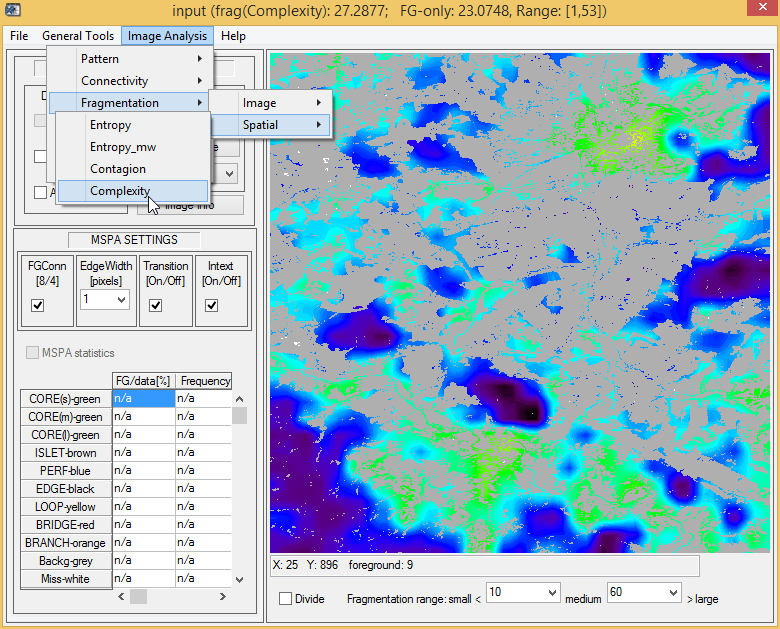 input (frag(Complexity): 27.2877; FG-only: 23.0748, Range: [1,53])
File General Tools Image Analysis Help
Pattern
Connectivity
Fragmentation
Image
Spatial
Entropy
Entropy_mw
Contagion
Complexity
MSPA SETTINGS
FGConn [8/4]
EdgeWidth [pixels]
Transition [On/Off]
Intext [On/Off]
1
MSPA statistics
FG/data[%] Frequency
CORE(s)-green n/a n/a
CORE(m)-green n/a n/a
CORE(l)-green n/a n/a
ISLET-brown n/a n/a
PERF-blue n/a n/a
EDGE-black n/a n/a
LOOP-yellow n/a n/a
BRIDGE-red n/a n/a
BRANCH-orange n/a n/a
Backg-grey n/a n/a
Miss-white n/a n/a
X: 25 Y: 896 foreground: 9
Divide Fragmentation range: small < 10 medium 60 > large